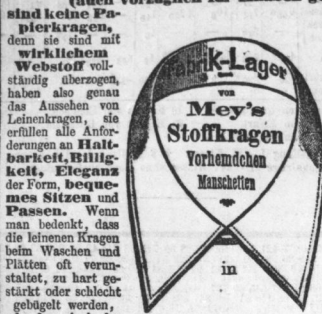 (auch vorzüglich für
sind keine Pa-
pierkragen,
denn sie sind mit
wirklichem
Webstoff voll-
ständig überzogen,
haben also genau
das Aussehen von
Leinenkragen, sie
erfüllen alle Anfor-
derungen an Halt-
barkeit, Billig-
keit, Eleganz
der Form, beque-
mes Sitzen und
Passen. Wenn
man bedenkt, dass
die leinenen Kragen
beim Waschen und
Plätten oft verun-
staltet, zu hart ge-
stärkt oder schlecht
gebügelt werden,
Fabrik-Lager
von
Mey's
Stoffkragen
Vorhemdchen
Manschetten
in